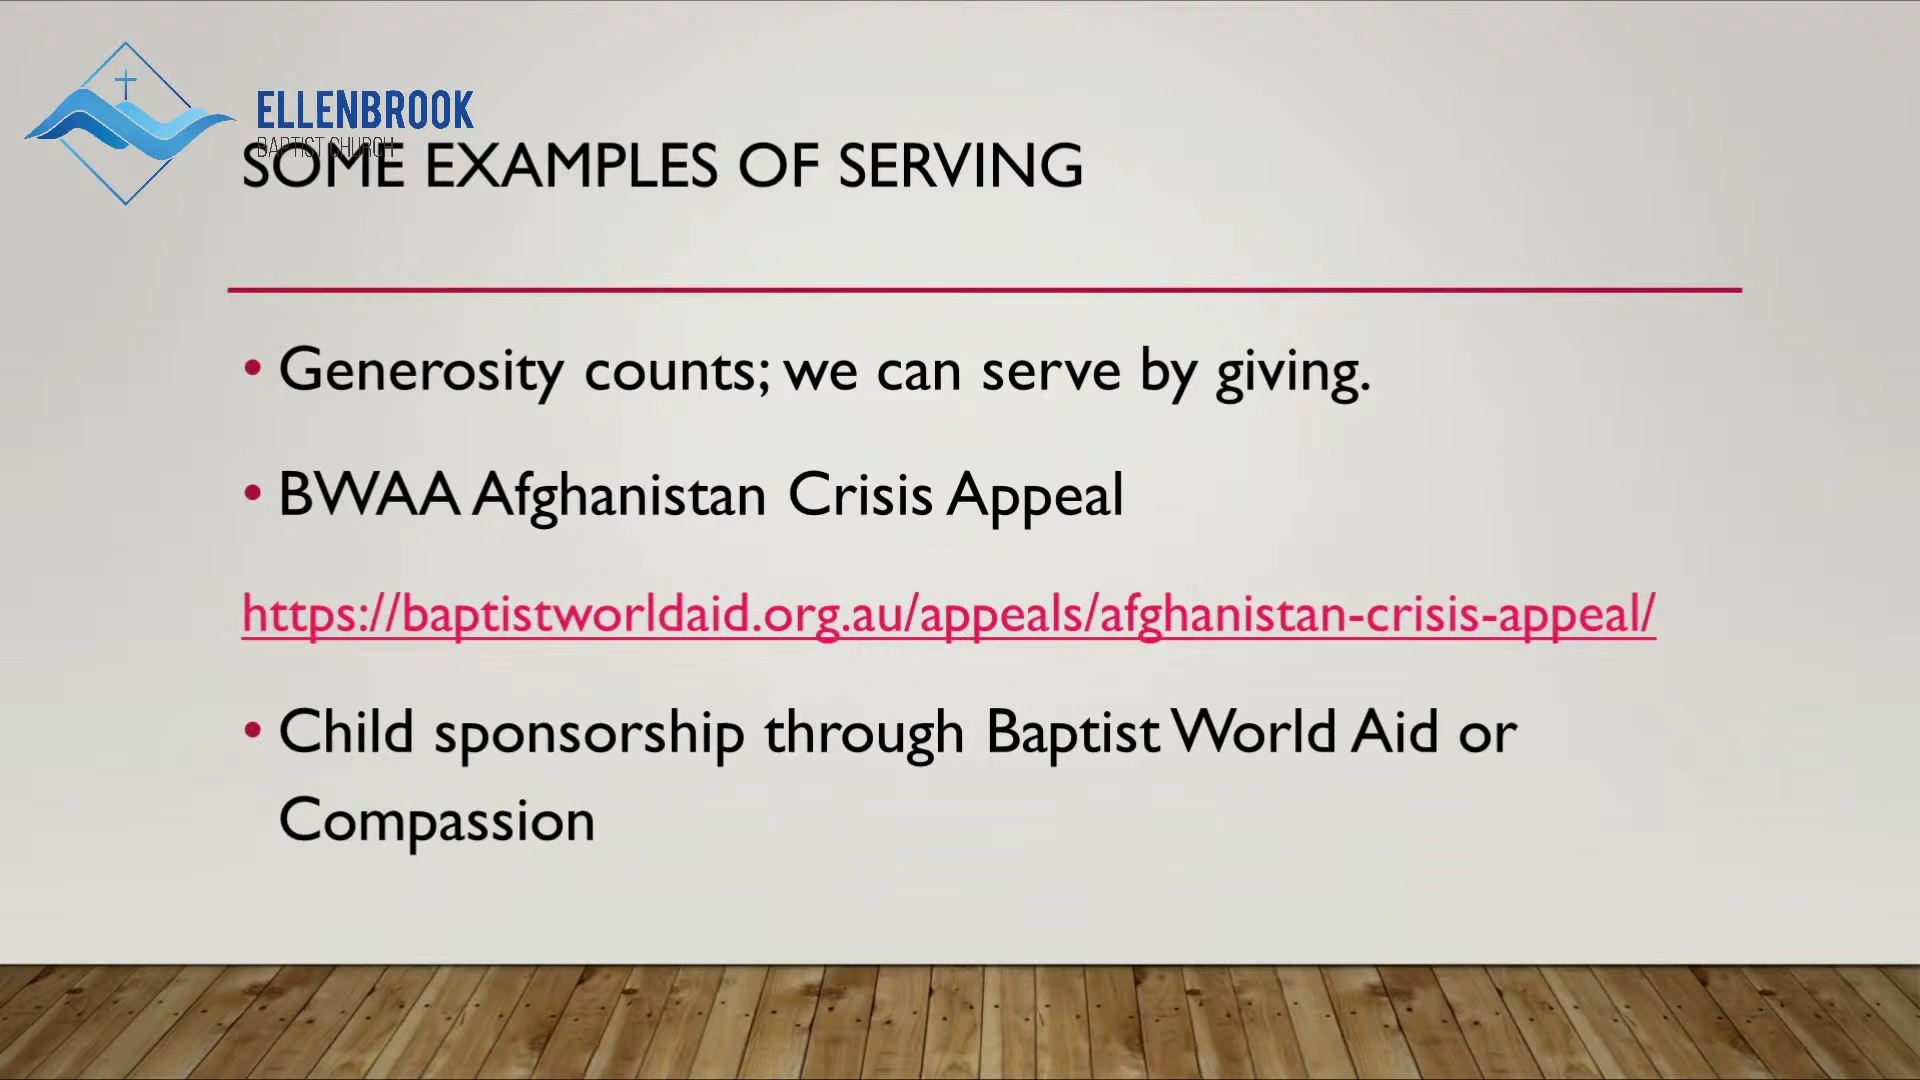 ELLENBROOK
BAPTIST CHURCH
SOME EXAMPLES OF SERVING
• Generosity counts; we can serve by giving.
• BWAA Afghanistan Crisis Appeal
https://baptistworldaid.org.au/appeals/afghanistan-crisis-appeal/
• Child sponsorship through Baptist World Aid or
Compassion